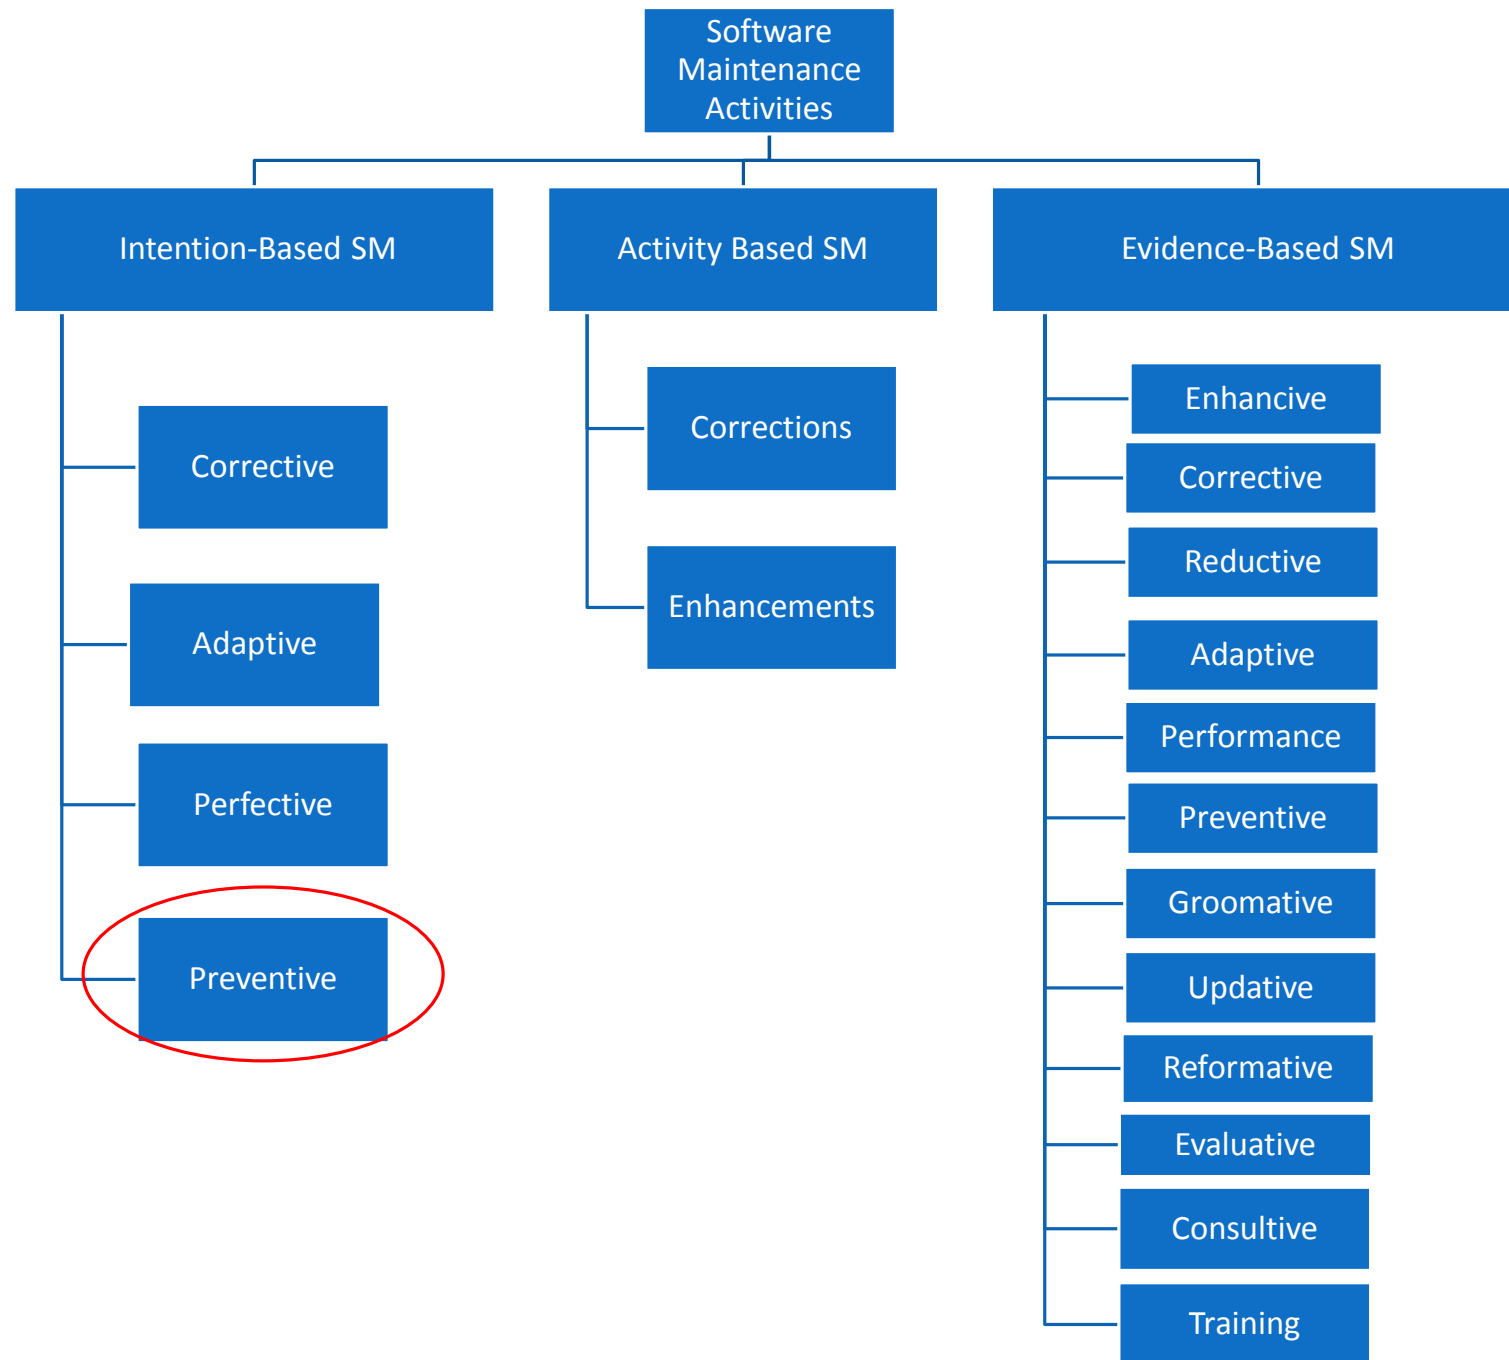 Software
Maintenance
Activities
Intention-Based SM
Activity Based SM
Evidence-Based SM
Corrective
Adaptive
Perfective
Preventive
Corrections
Enhancements
Enhancive
Corrective
Reductive
Adaptive
Performance
Preventive
Groomative
Updative
Reformative
Evaluative
Consultive
Training